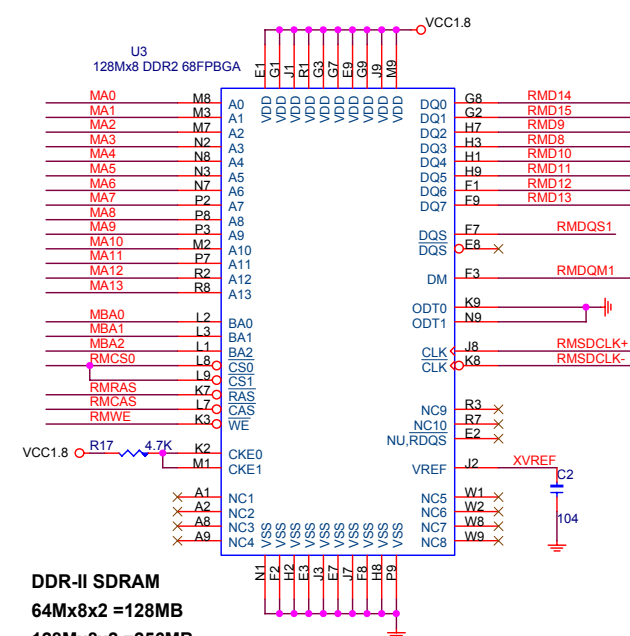 VCC1.8
U3
128Mx8 DDR2 68FPBGA
E1 G1 J1 R1 G3 G7 E9 G9 J9 M9
VDD VDD VDD VDD VDD VDD VDD VDD VDD VDD
MA0 M8 A0 DQ0 G8 RMD14
MA1 M3 A1 DQ1 G2 RMD15
MA2 M7 A2 DQ2 H7 RMD9
MA3 N2 A3 DQ3 H3 RMD8
MA4 N8 A4 DQ4 H1 RMD10
MA5 N3 A5 DQ5 H9 RMD11
MA6 N7 A6 DQ6 F1 RMD12
MA7 P2 A7 DQ7 F9 RMD13
MA8 P8 A8
MA9 P3 A9 DQS F7 RMDQS1
MA10 M2 A10 DQS E8
MA11 P7 A11
MA12 R2 A12 DM F3 RMDQM1
MA13 R8 A13
ODT0 K9
MBA0 L2 BA0 ODT1 N9
MBA1 L3 BA1
MBA2 L1 BA2 CLK J8 RMSDCLK+
RMCS0 L8 CS0 CLK K8 RMSDCLK-
L9 CS1
RMRAS K7 RAS
RMCAS L7 CAS NC9 R3
RMWE K3 WE NC10 R7
NU,RDQS E2
VCC1.8 R17 4.7K K2 CKE0
M1 CKE1 VREF J2 XVREF
C2
A1 NC1 NC5 W1
A2 NC2 NC6 W2
A8 NC3 NC7 W8 104
A9 NC4 NC8 W9
VSS VSS VSS VSS VSS VSS VSS VSS VSS VSS
N1 F2 H2 E3 J3 E7 J7 F8 H8 P9
DDR-II SDRAM
64Mx8x2 =128MB
128Mx8x2 =256MB